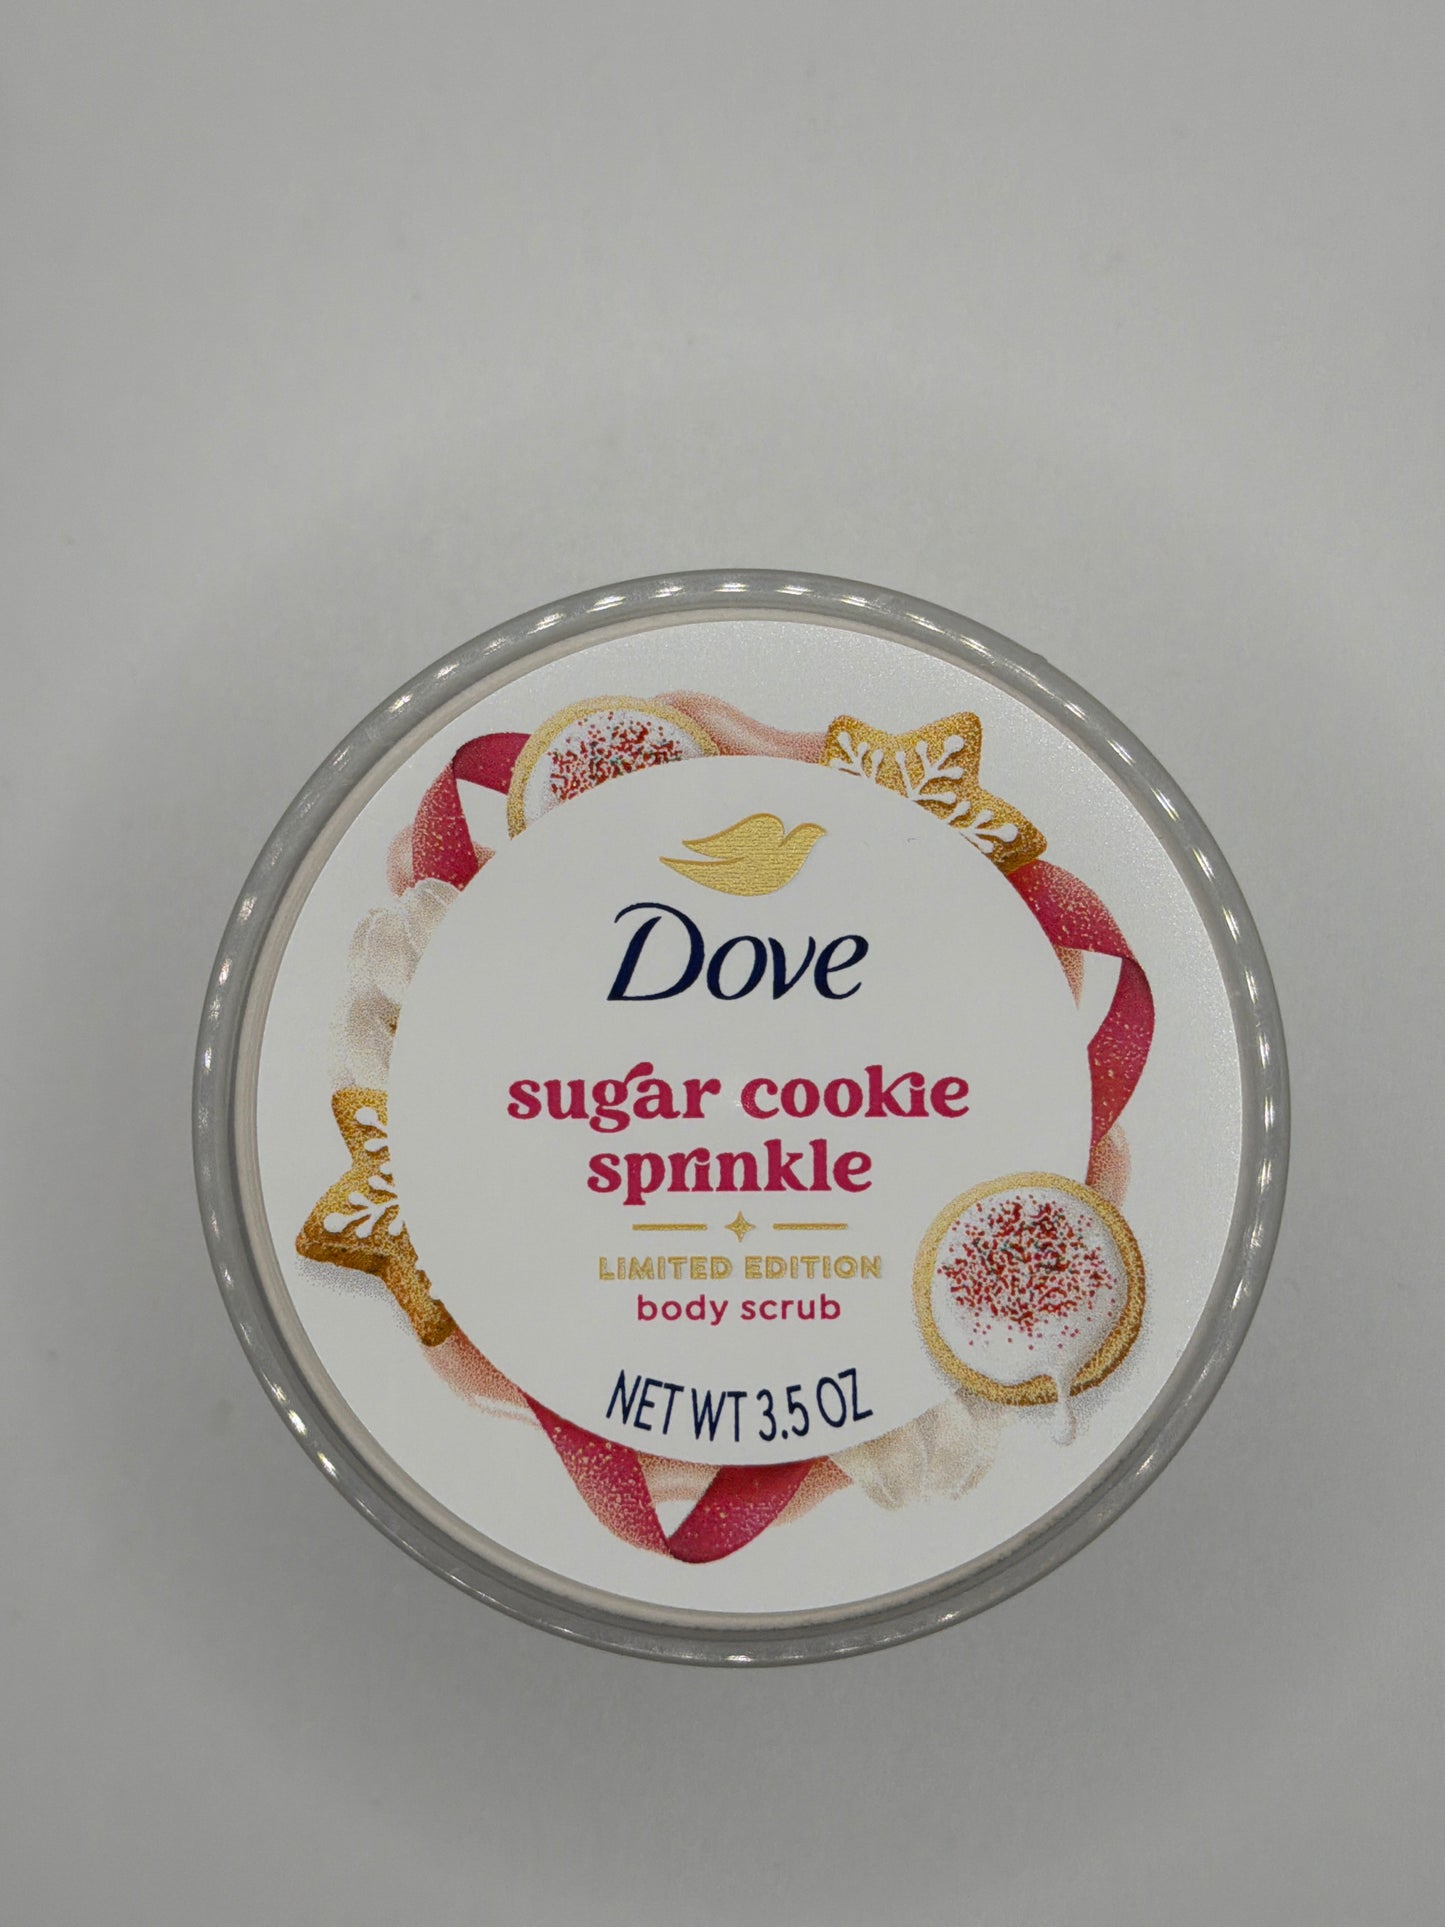 Dove
sugar cookie
sprinkle
LIMITED EDITION
body scrub
NET WT 3.5 OZ